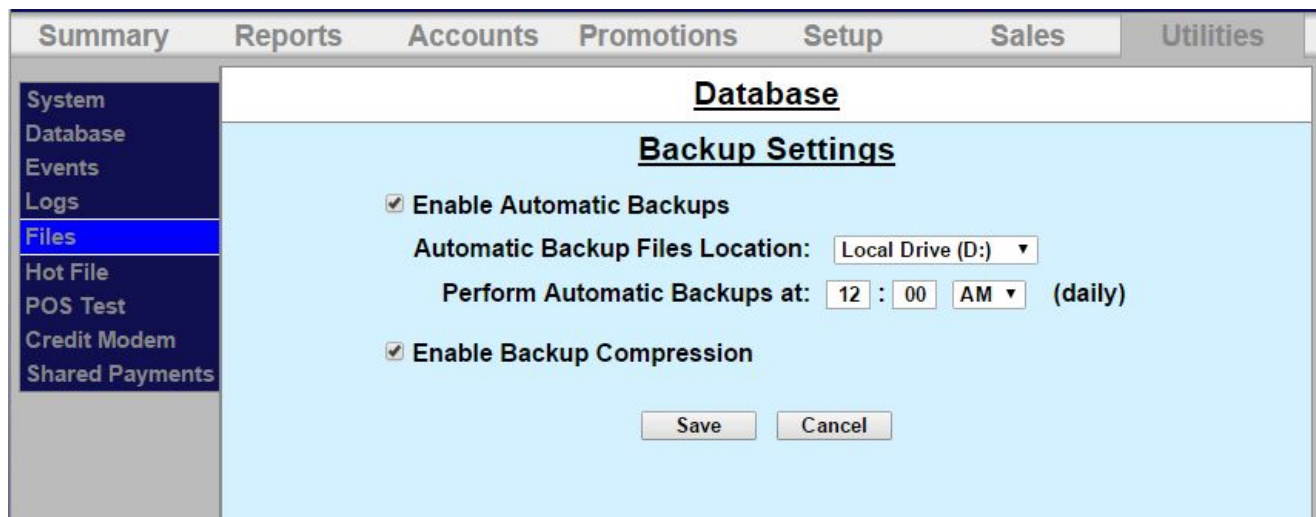 Summary Reports Accounts Promotions Setup Sales Utilities
System
Database
Events
Logs
Files
Hot File
POS Test
Credit Modem
Shared Payments
Database
Backup Settings
Enable Automatic Backups
Automatic Backup Files Location: Local Drive (D:)
Perform Automatic Backups at: 12 : 00 AM (daily)
Enable Backup Compression
Save Cancel